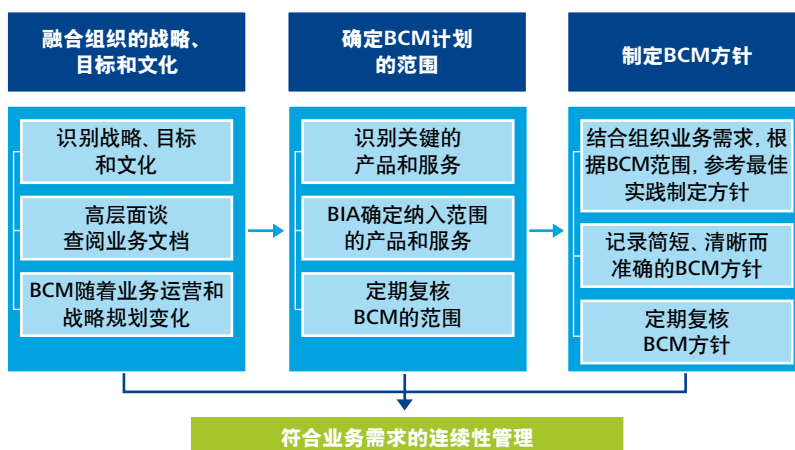 融合组织的战略、
目标和文化
识别战略、目标
和文化
高层面谈
查阅业务文档
BCM随着业务运营和
战略规划变化
确定BCM计划
的范围
识别关键的
产品和服务
BIA确定纳入范围
的产品和服务
定期复核
BCM的范围
制定BCM方针
结合组织业务需求，根
据BCM范围，参考最佳
实践制定方针
记录简短、清晰而
准确的BCM方针
定期复核
BCM方针
符合业务需求的连续性管理